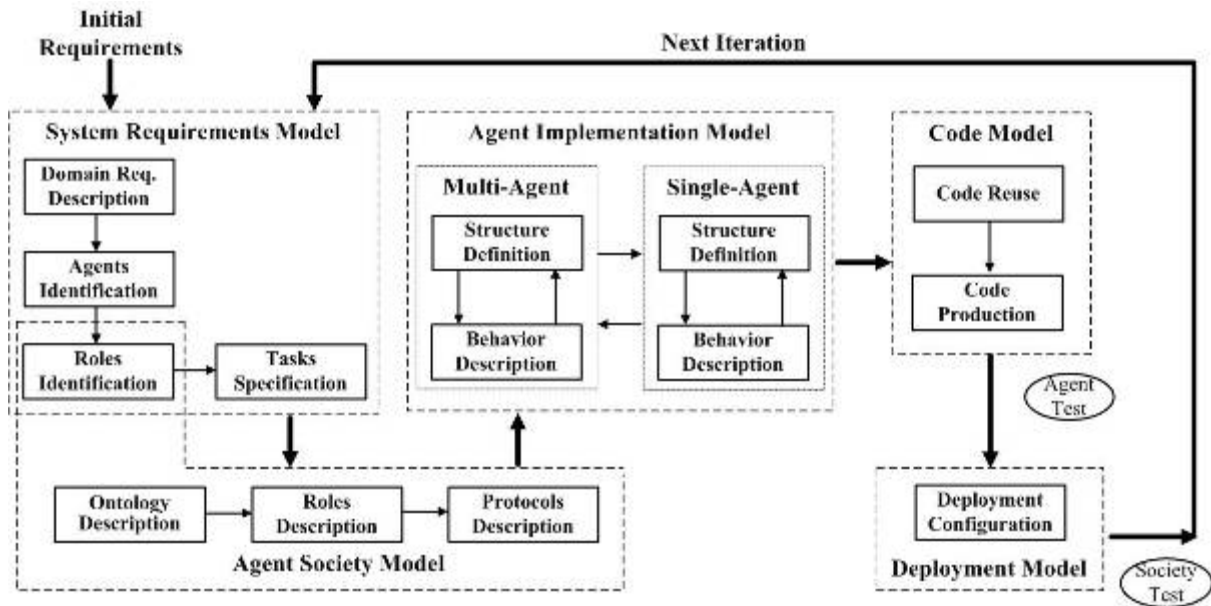 Initial
Requirements
Next Iteration
System Requirements Model
Domain Req.
Description
Agents
Identification
Roles
Identification
Tasks
Specification
Agent Implementation Model
Multi-Agent
Structure
Definition
Behavior
Description
Single-Agent
Structure
Definition
Behavior
Description
Code Model
Code Reuse
Code
Production
Agent
Test
Ontology
Description
Roles
Description
Protocols
Description
Agent Society Model
Deployment
Configuration
Deployment Model
Society
Test